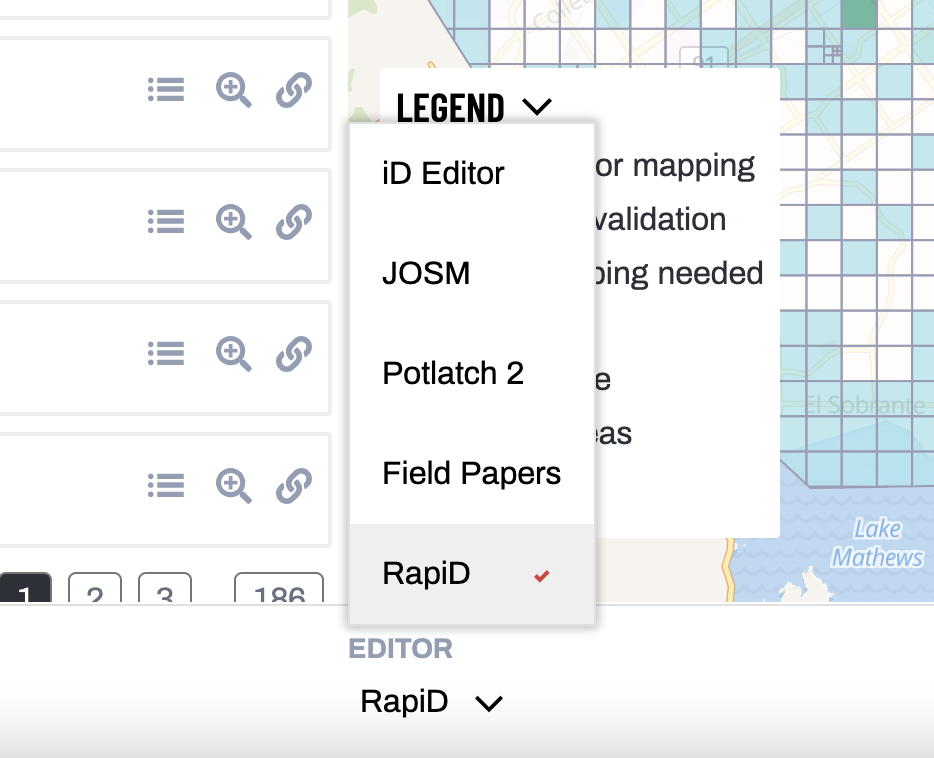 91
LEGEND
iD Editor
or mapping
validation
JOSM
ping needed
Potlatch 2
e
El Sobrante
eas
Field Papers
Lake
Mathews
RapiD
1 2 3 186
EDITOR
RapiD